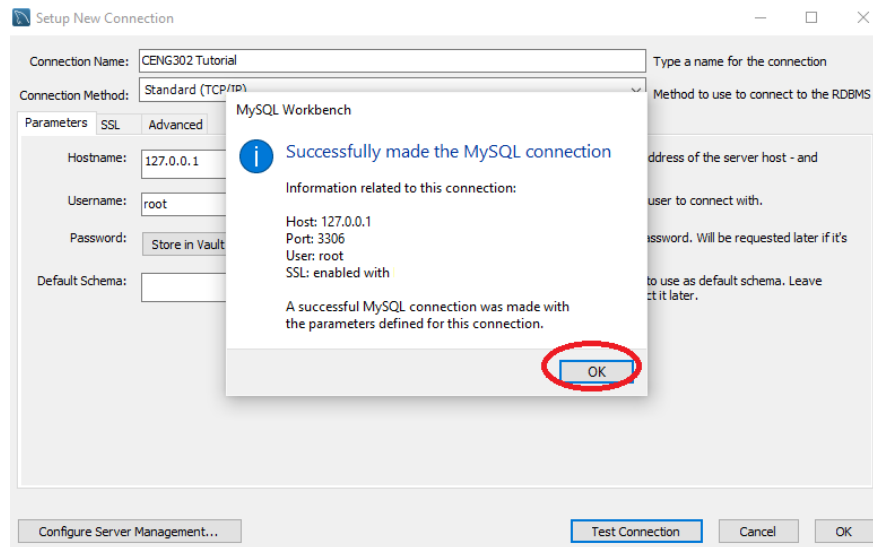 Setup New Connection
Connection Name: CENG302 Tutorial Type a name for the connection
Connection Method: Standard (TCP/IP) Method to use to connect to the RDBMS
Parameters SSL Advanced
MySQL Workbench
Successfully made the MySQL connection
Information related to this connection:
Host: 127.0.0.1
Port: 3306
User: root
SSL: enabled with
A successful MySQL connection was made with
the parameters defined for this connection.
OK
Hostname: 127.0.0.1 address of the server host - and
Username: root user to connect with.
Password: Store in Vault password. Will be requested later if it's
Default Schema: to use as default schema. Leave
it later.
Configure Server Management... Test Connection Cancel OK